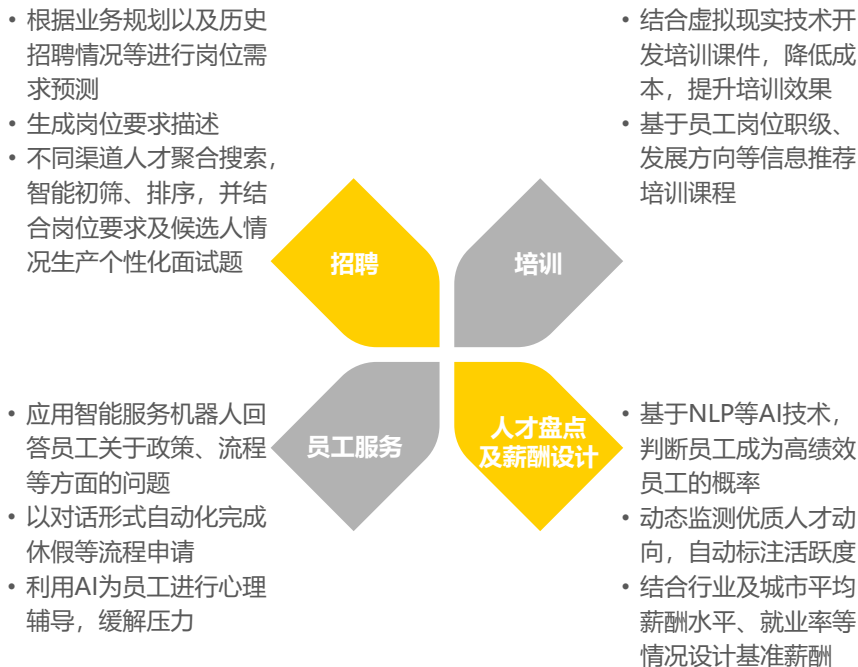 • 根据业务规划以及历史
招聘情况等进行岗位需
求预测
• 生成岗位要求描述
• 不同渠道人才聚合搜索，
智能初筛、排序，并结
合岗位要求及候选人情
况生产个性化面试题
招聘
• 结合虚拟现实技术开
发培训课件，降低成
本，提升培训效果
• 基于员工岗位职级、
发展方向等信息推荐
培训课程
培训
• 应用智能服务机器人回
答员工关于政策、流程
等方面的问题
• 以对话形式自动化完成
休假等流程申请
• 利用AI为员工进行心理
辅导，缓解压力
员工服务
人才盘点
及薪酬设计
• 基于NLP等AI技术，
判断员工成为高绩效
员工的概率
• 动态监测优质人才动
向，自动标注活跃度
• 结合行业及城市平均
薪酬水平、就业率等
情况设计基准薪酬